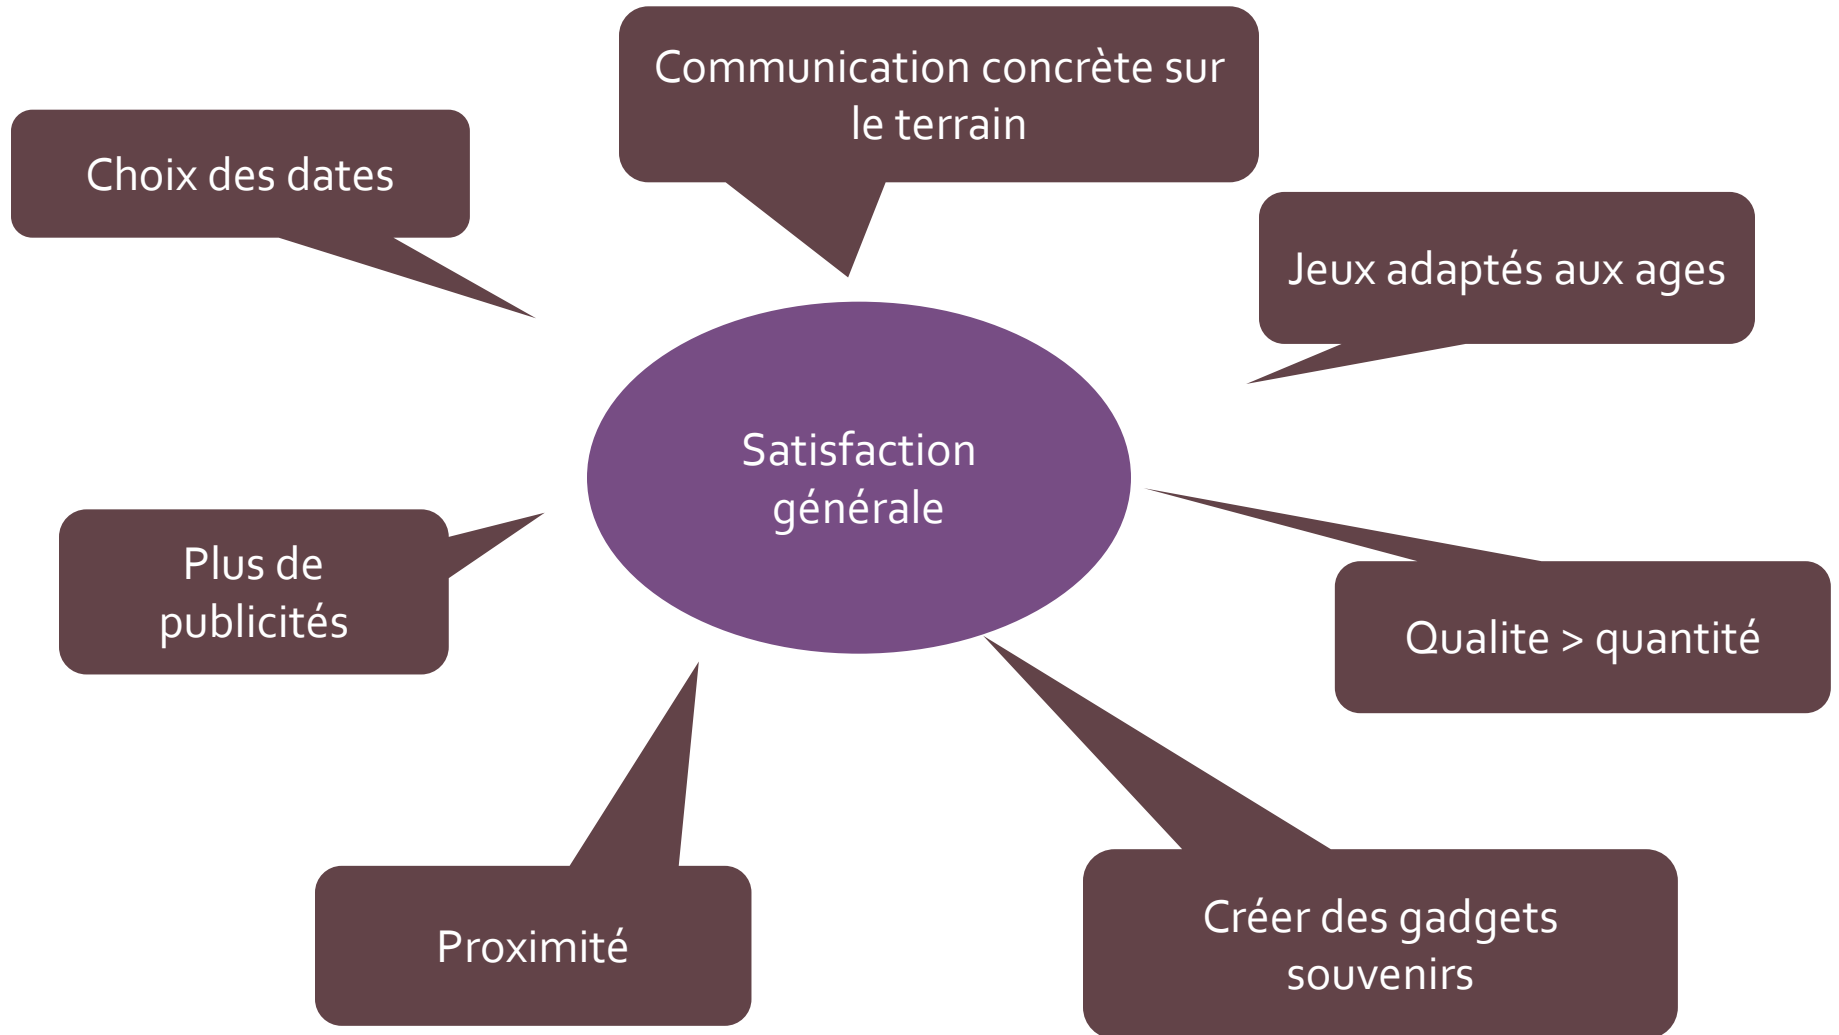 Communication concrète sur
le terrain
Choix des dates
Jeux adaptés aux ages
Satisfaction
générale
Plus de
publicités
Qualite > quantité
Proximité
Créer des gadgets
souvenirs